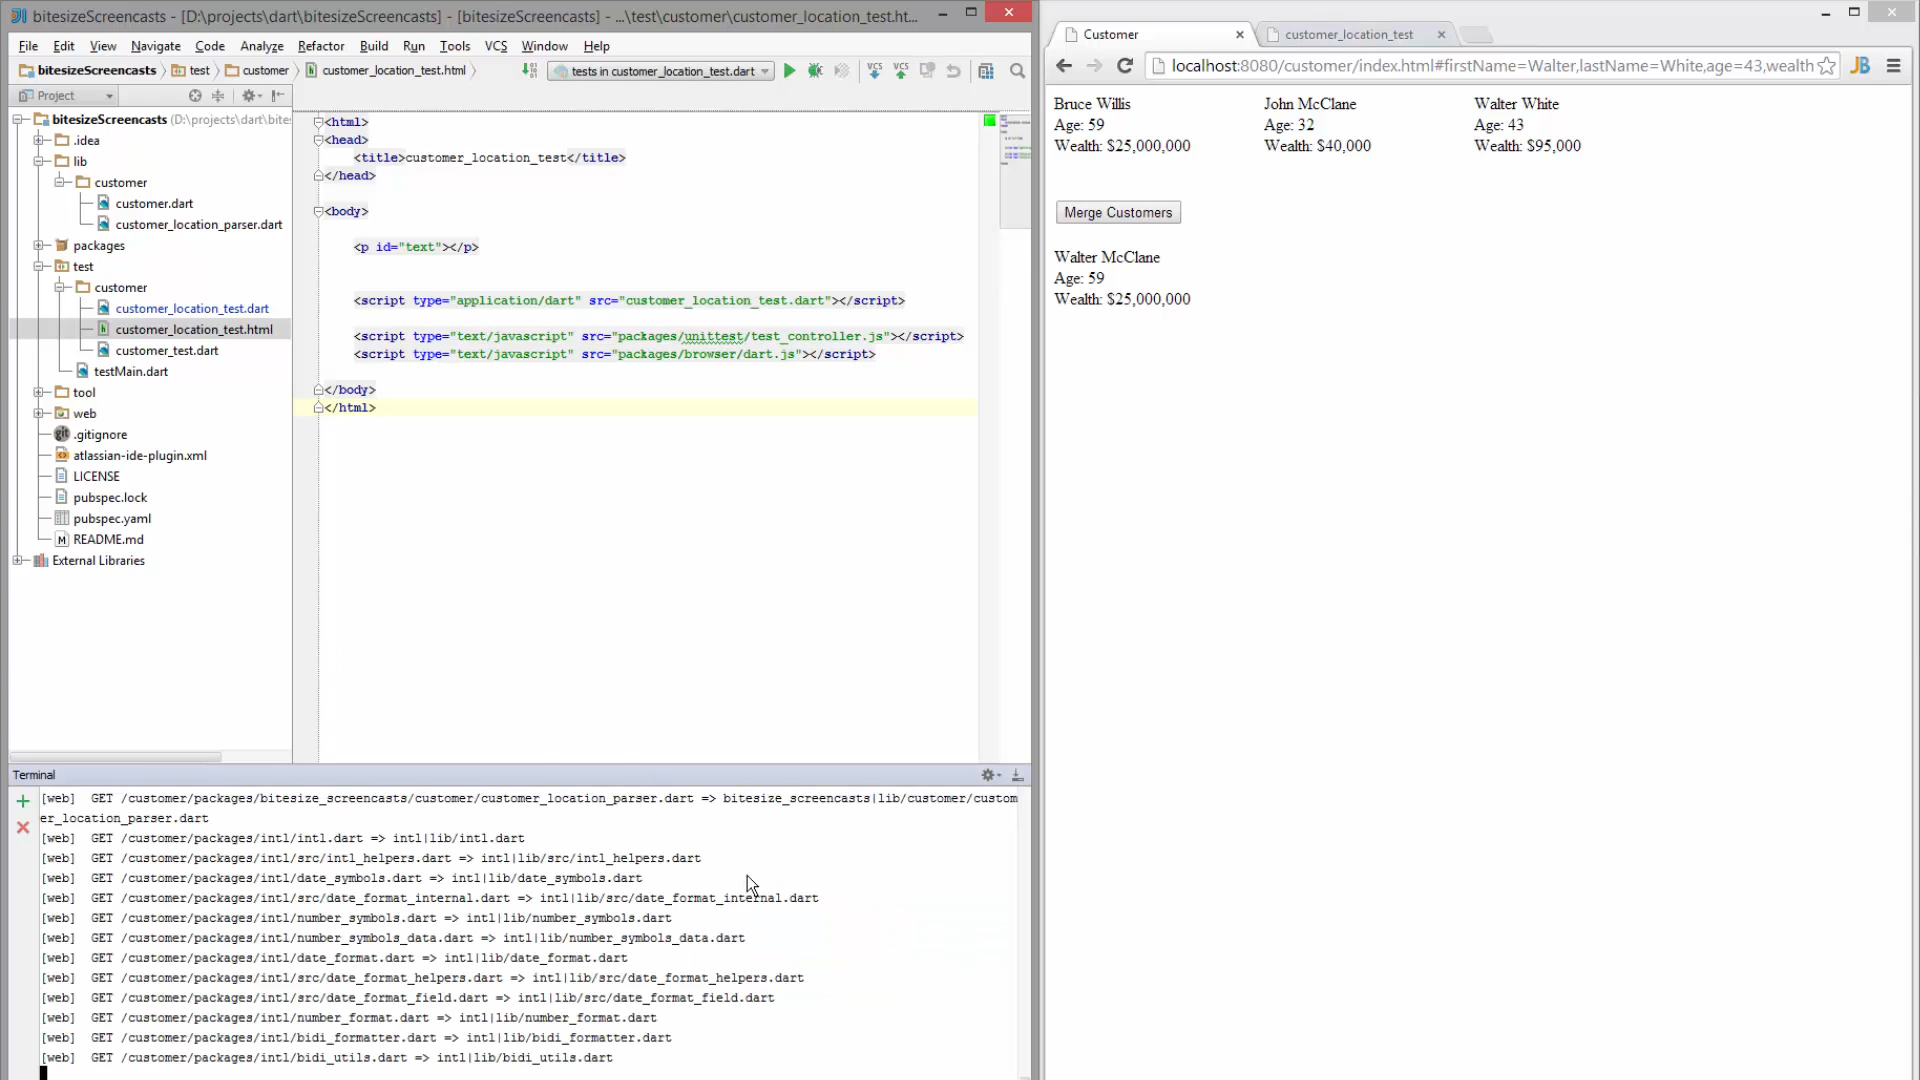 bitesizeScreencasts - [D:\projects\dart\bitesizeScreencasts] - [bitesizeScreencasts] - ...\test\customer\customer_location_test.ht...
File Edit View Navigate Code Analyze Refactor Build Run Tools VCS Window Help
bitesizeScreencasts test customer customer_location_test.html tests in customer_location_test.dart
Project
bitesizeScreencasts (D:\projects\dart\bites
.idea
lib
customer
customer.dart
customer_location_parser.dart
packages
test
customer
customer_location_test.dart
customer_location_test.html
customer_test.dart
testMain.dart
tool
web
.gitignore
atlassian-ide-plugin.xml
LICENSE
pubspec.lock
pubspec.yaml
README.md
External Libraries
<html>
<head>
<title>customer_location_test</title>
</head>
<body>
<p id="text"></p>
<script type="application/dart" src="customer_location_test.dart"></script>
<script type="text/javascript" src="packages/unittest/test_controller.js"></script>
<script type="text/javascript" src="packages/browser/dart.js"></script>
</body>
</html>
Terminal
[web] GET /customer/packages/bitesize_screencasts/customer/customer_location_parser.dart => bitesize_screencasts|lib/customer/custom
er_location_parser.dart
[web] GET /customer/packages/intl/intl.dart => intl|lib/intl.dart
[web] GET /customer/packages/intl/src/intl_helpers.dart => intl|lib/src/intl_helpers.dart
[web] GET /customer/packages/intl/date_symbols.dart => intl|lib/date_symbols.dart
[web] GET /customer/packages/intl/src/date_format_internal.dart => intl|lib/src/date_format_internal.dart
[web] GET /customer/packages/intl/number_symbols.dart => intl|lib/number_symbols.dart
[web] GET /customer/packages/intl/number_symbols_data.dart => intl|lib/number_symbols_data.dart
[web] GET /customer/packages/intl/date_format.dart => intl|lib/date_format.dart
[web] GET /customer/packages/intl/src/date_format_helpers.dart => intl|lib/src/date_format_helpers.dart
[web] GET /customer/packages/intl/src/date_format_field.dart => intl|lib/src/date_format_field.dart
[web] GET /customer/packages/intl/number_format.dart => intl|lib/number_format.dart
[web] GET /customer/packages/intl/bidi_formatter.dart => intl|lib/bidi_formatter.dart
[web] GET /customer/packages/intl/bidi_utils.dart => intl|lib/bidi_utils.dart
Customer customer_location_test
localhost:8080/customer/index.html#firstName=Walter,lastName=White,age=43,wealth
Bruce Willis John McClane Walter White
Age: 59 Age: 32 Age: 43
Wealth: $25,000,000 Wealth: $40,000 Wealth: $95,000
Merge Customers
Walter McClane
Age: 59
Wealth: $25,000,000